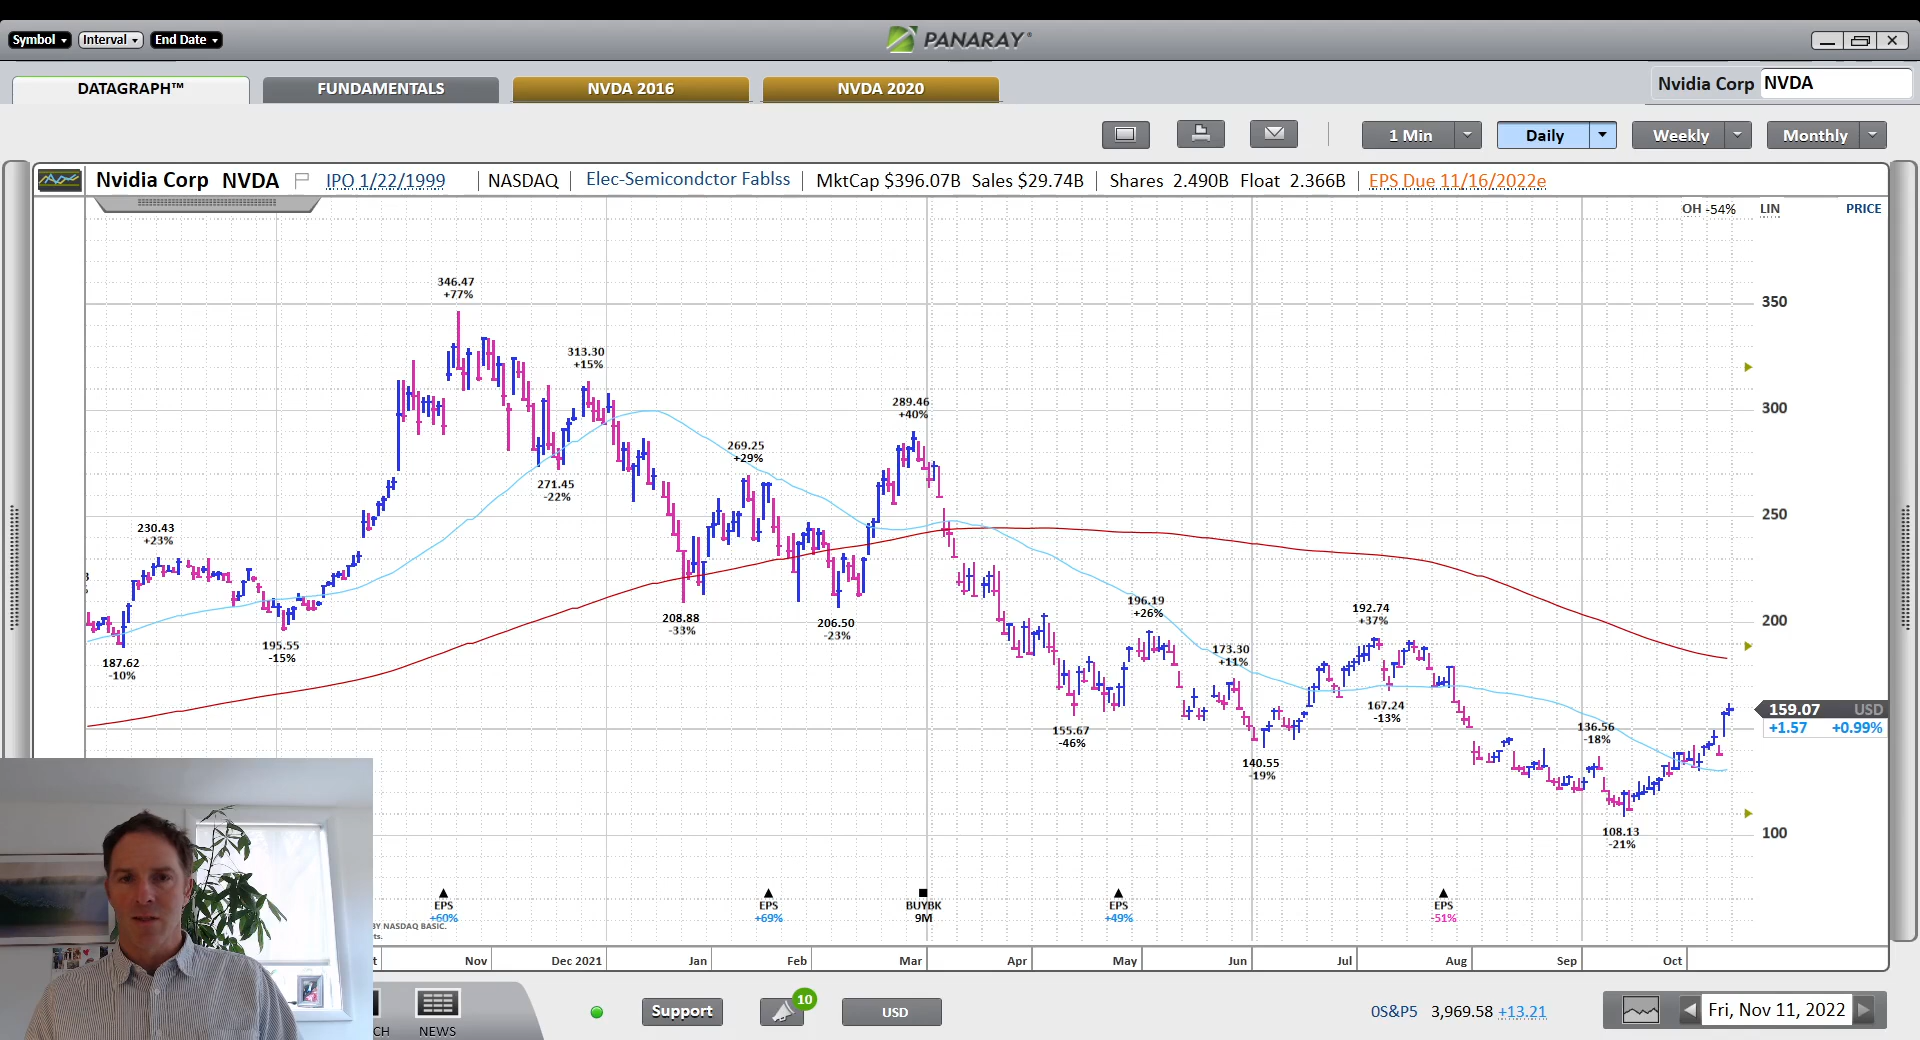 Symbol Interval End Date PANARAY
DATAGRAPH™ FUNDAMENTALS NVDA 2016 NVDA 2020 Nvidia Corp NVDA
1 Min Daily Weekly Monthly
Nvidia Corp NVDA IPO 1/22/1999 NASDAQ Elec-Semicondctor Fablss MktCap $396.07B Sales $29.74B Shares 2.490B Float 2.366B EPS Due 11/16/2022e
OH -54% LIN PRICE
346.47
+77%
350
313.30
+15%
289.46
+40%
300
269.25
+29%
271.45
-22%
230.43
+23%
250
196.19
+26%
192.74
+37%
208.88
-33%
206.50
-23%
200
195.55
-15%
173.30
+11%
187.62
-10%
167.24
-13%
159.07 USD
+1.57 +0.99%
155.67
-46%
136.56
-18%
140.55
-19%
108.13
-21%
100
EPS
+60%
EPS
+69%
BUYBK
9M
EPS
+49%
EPS
-51%
BY NASDAQ BASIC.
Nov Dec 2021 Jan Feb Mar Apr May Jun Jul Aug Sep Oct
NEWS
Support 10 USD 0S&P5 3,969.58 +13.21 Fri, Nov 11, 2022